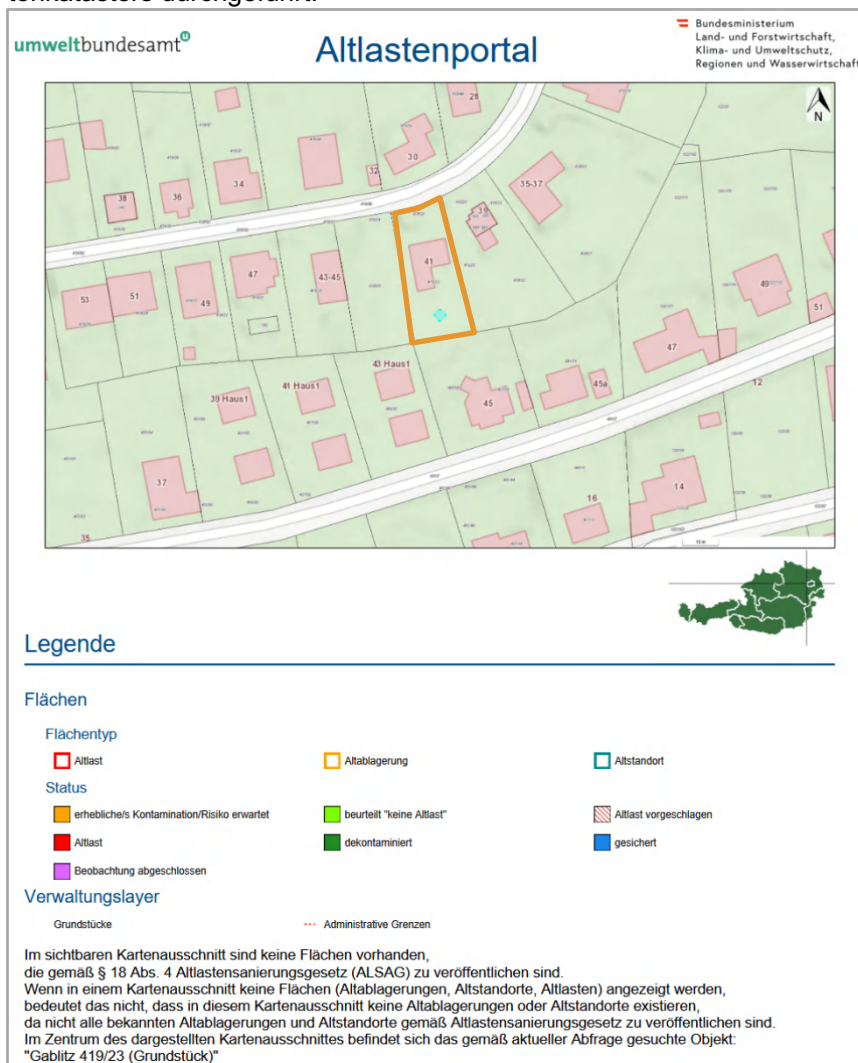 tenkatasters durchgeführt.
umweltbundesamt
Altlastenportal
Bundesministerium
Land- und Forstwirtschaft,
Klima- und Umweltschutz,
Regionen und Wasserwirtschaft
N
28
30
32
34
36
38
35-37
39
41
43-45
47
49
51
53
49
51
47
43 Haus1
41 Haus1
39 Haus1
45
45a
12
37
14
16
35
10 m
Legende
Flächen
Flächentyp
Altlast
Altablagerung
Altstandort
Status
erhebliche/s Kontamination/Risiko erwartet
beurteilt "keine Altlast"
Altlast vorgeschlagen
Altlast
dekontaminiert
gesichert
Beobachtung abgeschlossen
Verwaltungslayer
Grundstücke
Administrative Grenzen
Im sichtbaren Kartenausschnitt sind keine Flächen vorhanden,
die gemäß § 18 Abs. 4 Altlastensanierungsgesetz (ALSAG) zu veröffentlichen sind.
Wenn in einem Kartenausschnitt keine Flächen (Altablagerungen, Altstandorte, Altlasten) angezeigt werden,
bedeutet das nicht, dass in diesem Kartenausschnitt keine Altablagerungen oder Altstandorte existieren,
da nicht alle bekannten Altablagerungen und Altstandorte gemäß Altlastensanierungsgesetz zu veröffentlichen sind.
Im Zentrum des dargestellten Kartenausschnittes befindet sich das gemäß aktueller Abfrage gesuchte Objekt:
"Gablitz 419/23 (Grundstück)"